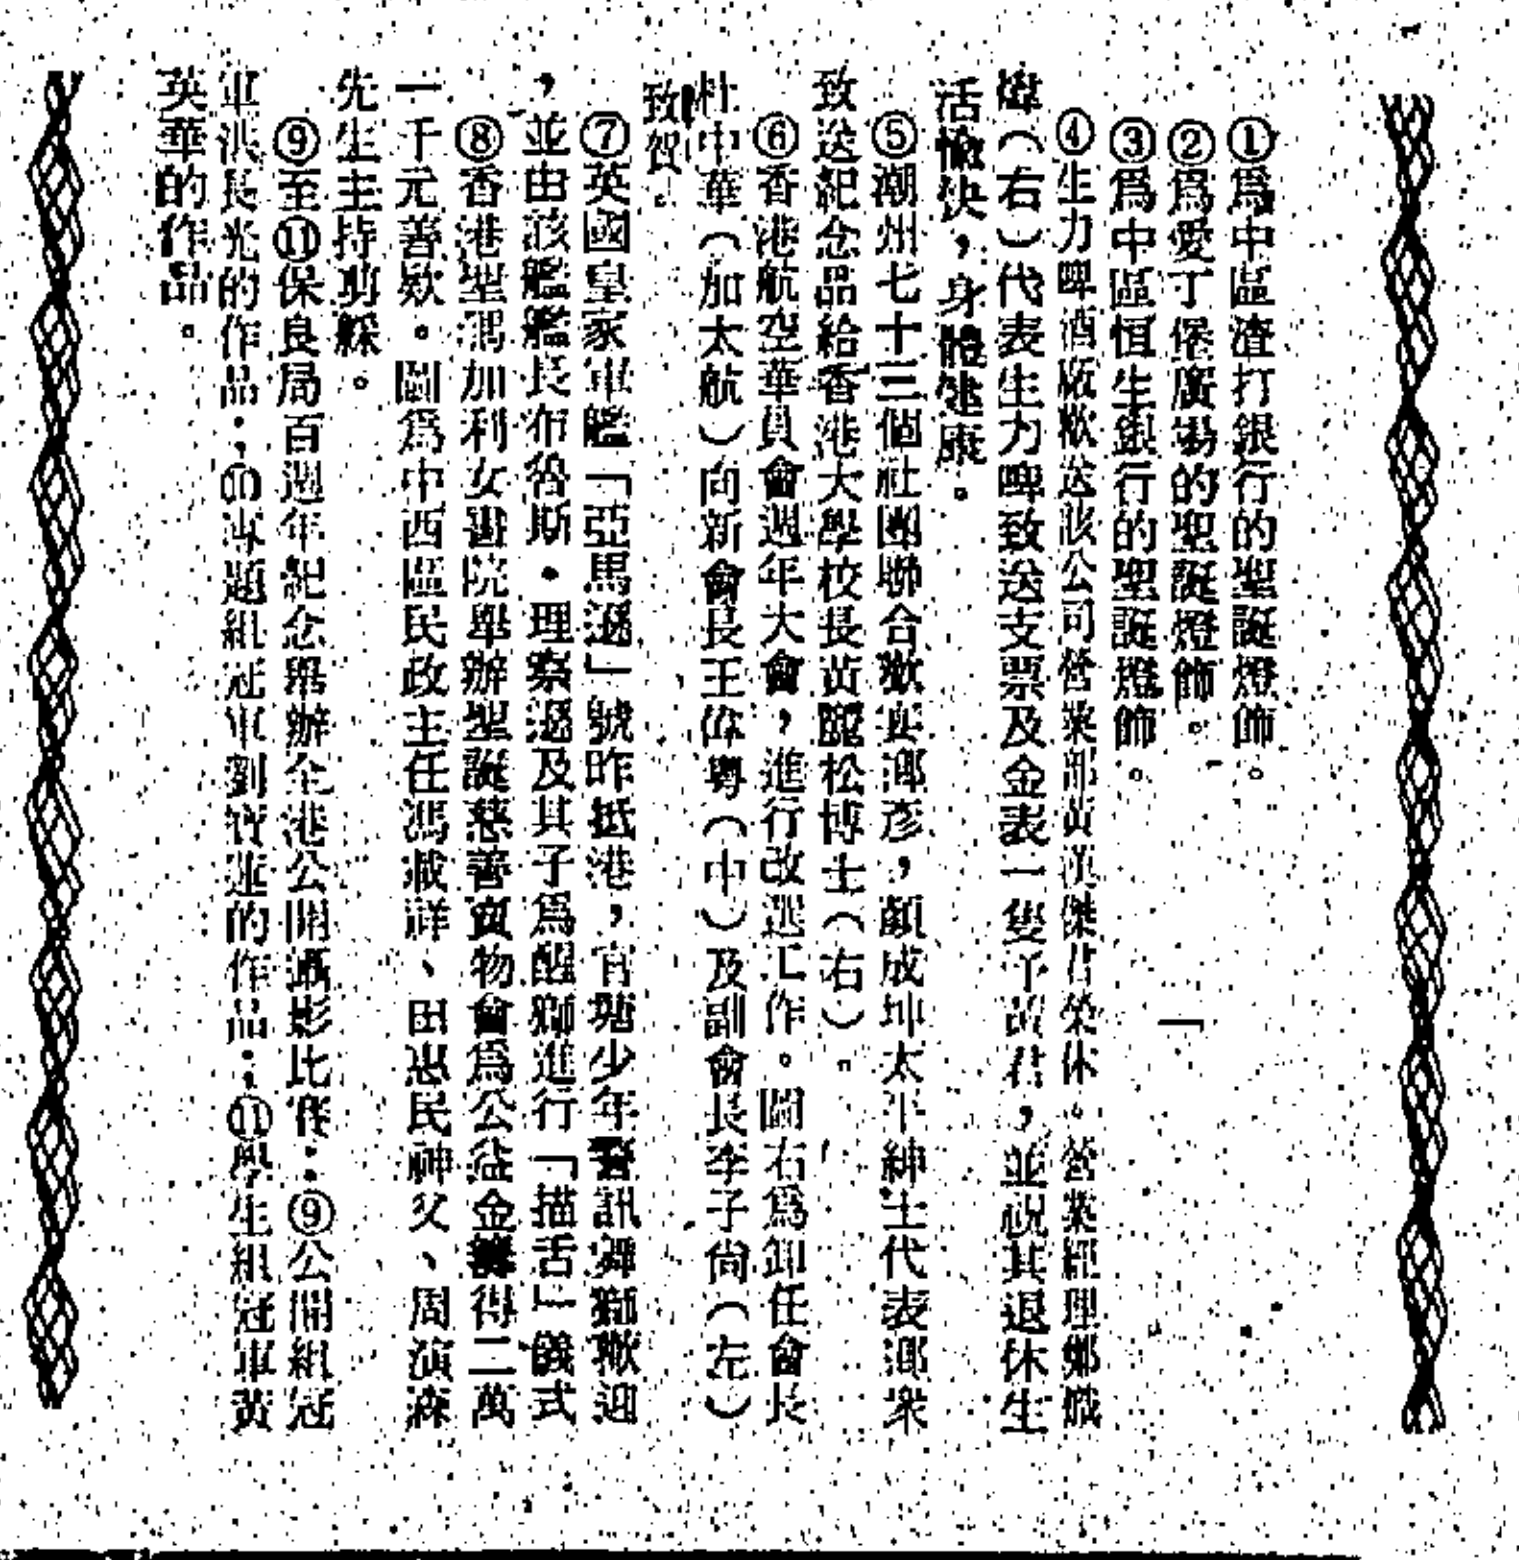 ①爲中區渣打銀行的聖誕燈飾。
②爲愛丁堡廣場的聖誕燈飾。
③爲中區恒生銀行的聖誕燈飾。
④生力啤酒廠歡送該公司營業部黃漢傑君榮休。營業經理鄭熾
煒（右）代表生力啤致送支票及金表一隻予黃君，並祝其退休生
活愉快，身體健康。
⑤潮州七十三個社團聯合歡宴鄭彥，顏成坤太平紳士代表鄭衆
致送紀念品給香港大學校長黃麗松博士（右）。
⑥香港航空華員會週年大會，進行改選工作。圖右爲卸任會長
杜中華（加太航）向新會長王偉粵（中）及副會長李子尙（左）
致賀。
⑦英國皇家軍艦「亞馬遜」號昨抵港，官塘少年警訊舞獅歡迎
，並由該艦艦長布魯斯・理察遜及其子爲醒獅進行「描舌」儀式
⑧香港聖瑪加利女書院舉辦聖誕慈善賣物會爲公益金籌得二萬
一千元善欵。圖爲中西區民政主任馮載祥、田惠民神父、周演森
先生主持剪綵。
⑨至⑪保良局百週年紀念舉辦全港公開攝影比賽：⑨公開組冠
軍洪長光的作品；⑩專題組冠軍劉寶蓮的作品；⑪學生組冠軍黃
英華的作品。